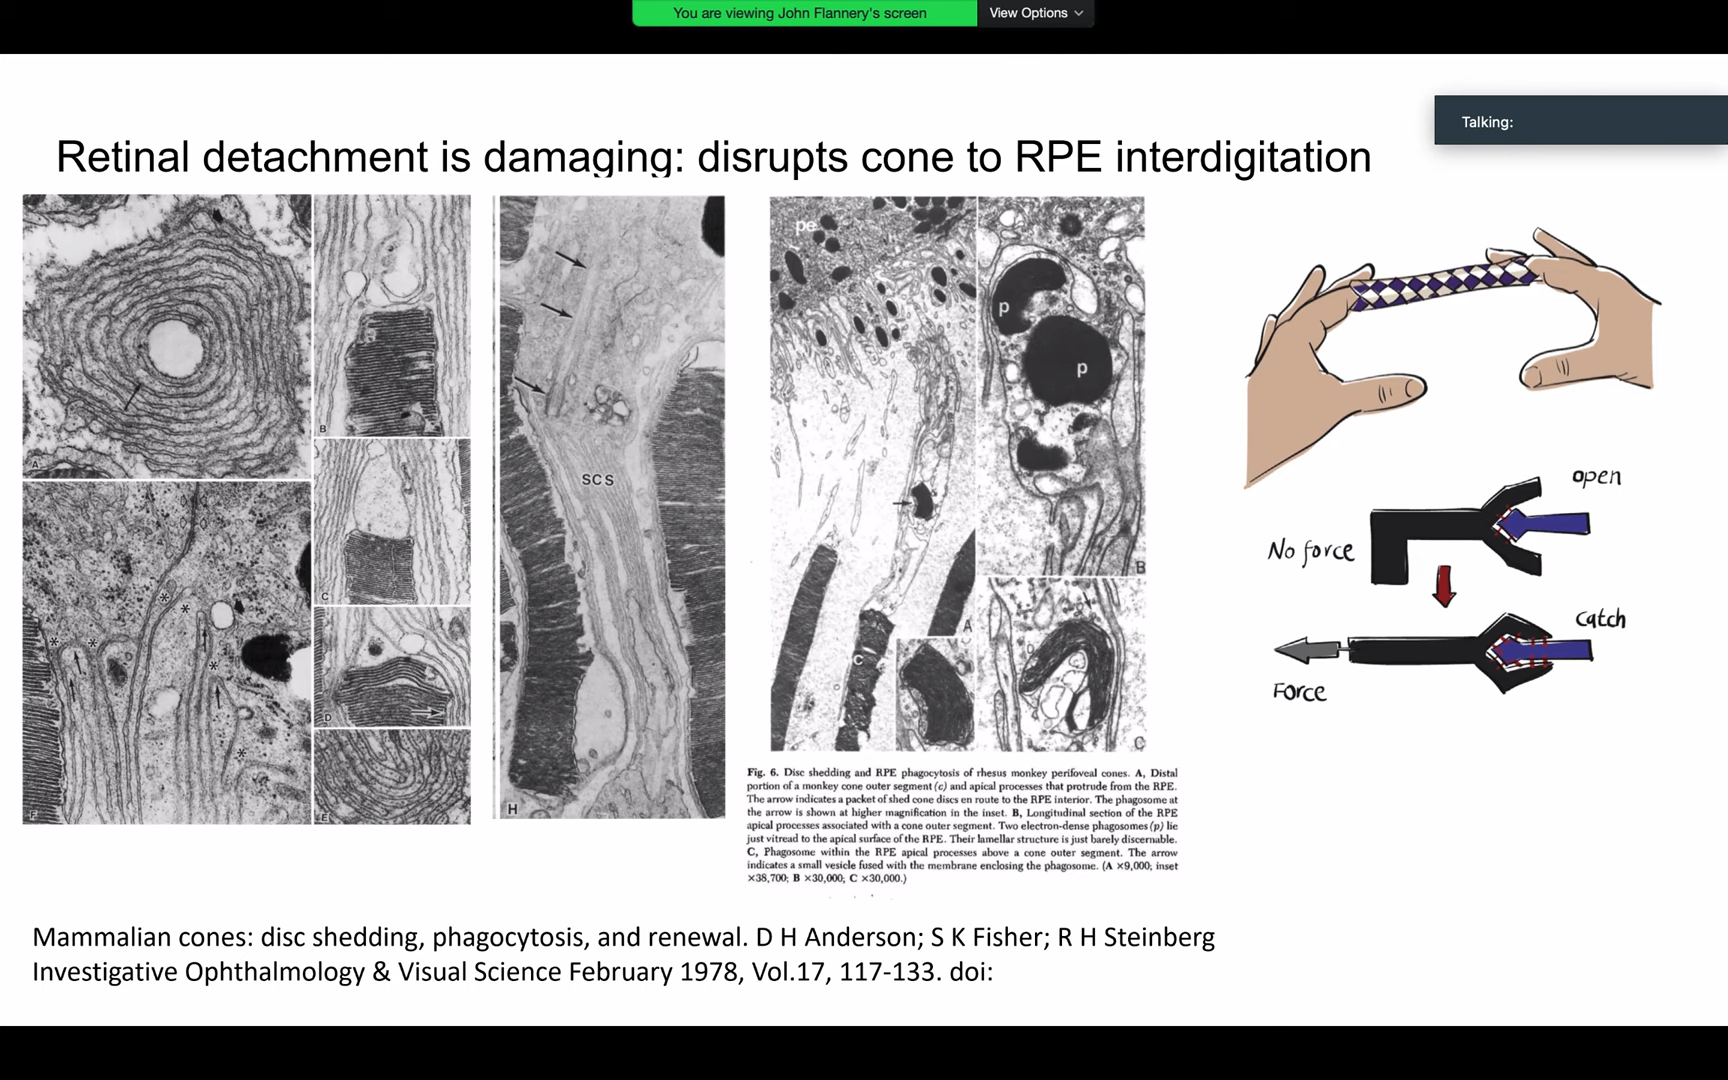 You are viewing John Flannery's screen
View Options
Talking:
Retinal detachment is damaging: disrupts cone to RPE interdigitation
A
B
C
D
E
F
SCS
H
pe
c
A
p
p
B
C
open
No force
Catch
Force
Fig. 6. Disc shedding and RPE phagocytosis of rhesus monkey perifoveal cones. A, Distal
portion of a monkey cone outer segment (c) and apical processes that protrude from the RPE.
The arrow indicates a packet of shed cone discs en route to the RPE interior. The phagosome at
the arrow is shown at higher magnification in the inset. B, Longitudinal section of the RPE
apical processes associated with a cone outer segment. Two electron-dense phagosomes (p) lie
just vitread to the apical surface of the RPE. Their lamellar structure is just barely discernable.
C, Phagosome within the RPE apical processes above a cone outer segment. The arrow
indicates a small vesicle fused with the membrane enclosing the phagosome. (A ×9,000; inset
×38,700; B ×30,000; C ×30,000.)
Mammalian cones: disc shedding, phagocytosis, and renewal. D H Anderson; S K Fisher; R H Steinberg
Investigative Ophthalmology & Visual Science February 1978, Vol.17, 117-133. doi: